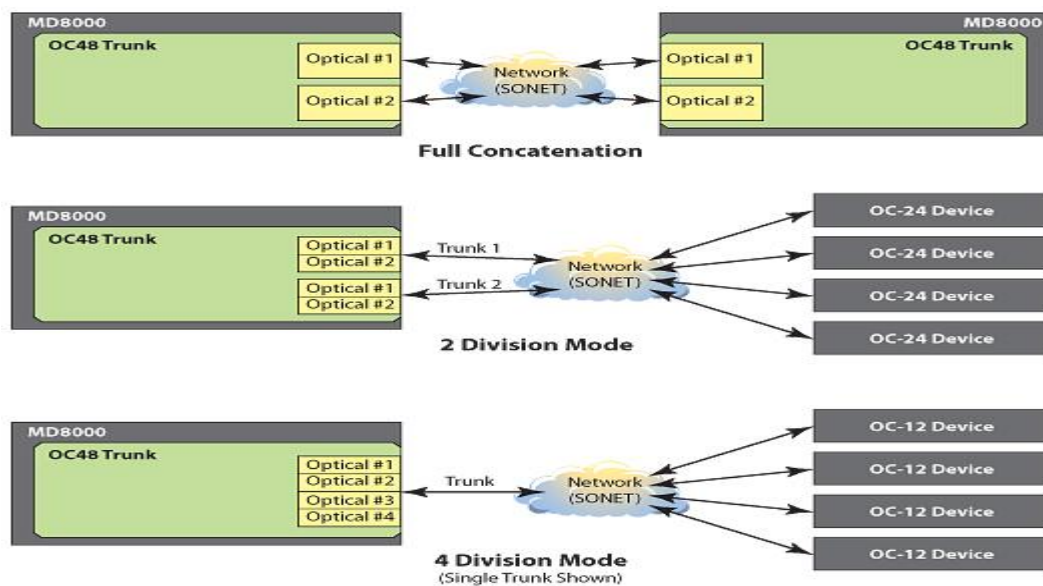 MD8000
OC48 Trunk
Optical #1
Optical #2
Network
(SONET)
MD8000
OC48 Trunk
Optical #1
Optical #2
Full Concatenation
MD8000
OC48 Trunk
Optical #1
Optical #2
Optical #1
Optical #2
Trunk 1
Trunk 2
Network
(SONET)
OC-24 Device
OC-24 Device
OC-24 Device
OC-24 Device
2 Division Mode
MD8000
OC48 Trunk
Optical #1
Optical #2
Optical #3
Optical #4
Trunk
Network
(SONET)
OC-12 Device
OC-12 Device
OC-12 Device
OC-12 Device
4 Division Mode
(Single Trunk Shown)